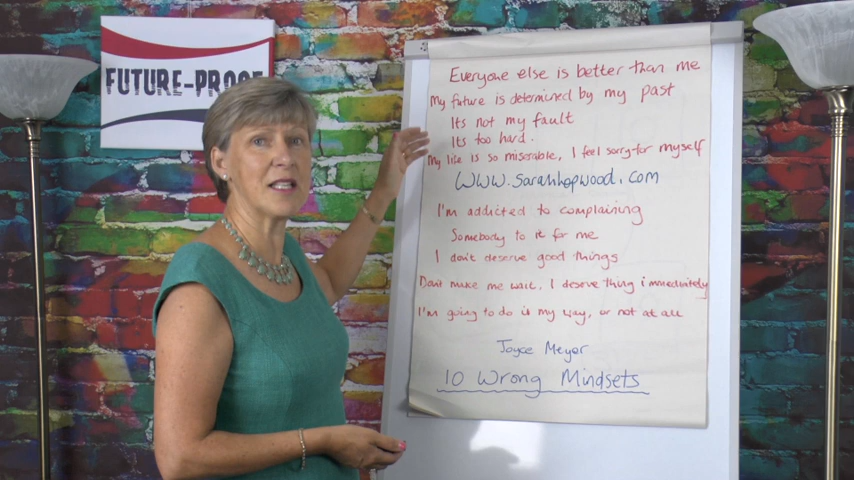 FUTURE-PROOF
Everyone else is better than me
My future is determined by my past
Its not my fault
Its too hard.
My life is so miserable, I feel sorry for myself
www.sarahhopwood.com
I'm addicted to complaining
Somebody to it for me
I don't deserve good things
Don't make me wait, I deserve thing immediately
I'm going to do is my way, or not at all
Joyce Meyer
10 Wrong Mindsets